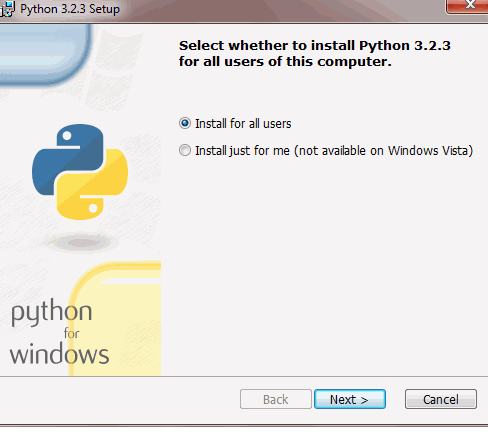 Python 3.2.3 Setup
Select whether to install Python 3.2.3
for all users of this computer.
Install for all users
Install just for me (not available on Windows Vista)
python
for
windows
Back
Next >
Cancel